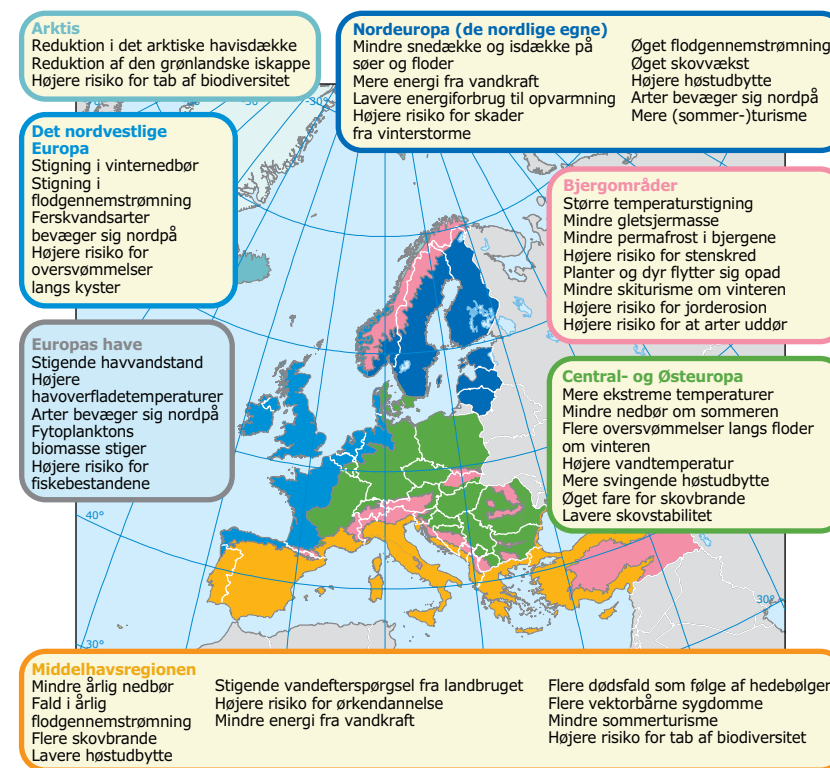 Arktis
Reduktion i det arktiske havisdække
Reduktion af den grønlandske iskappe
Højere risiko for tab af biodiversitet
Nordeuropa (de nordlige egne)
Mindre snedække og isdække på
søer og floder
Mere energi fra vandkraft
Lavere energiforbrug til opvarmning
Højere risiko for skader
fra vinterstorme
Øget flodgennemstrømning
Øget skovvækst
Højere høstudbytte
Arter bevæger sig nordpå
Mere (sommer-)turisme
-30°
Det nordvestlige
Europa
Stigning i vinternedbør
Stigning i
flodgennemstrømning
Ferskvandsarter
bevæger sig nordpå
Højere risiko for
oversvømmelser
langs kyster
Bjergområder
Større temperaturstigning
Mindre gletsjermasse
Mindre permafrost i bjergene
Højere risiko for stenskred
Planter og dyr flytter sig opad
Mindre skiturisme om vinteren
Højere risiko for jorderosion
Højere risiko for at arter uddør
Europas have
Stigende havvandstand
Højere
havoverfladetemperaturer
Arter bevæger sig nordpå
Fytoplanktons
biomasse stiger
Højere risiko for
fiskebestandene
Central- og Østeuropa
Mere ekstreme temperaturer
Mindre nedbør om sommeren
Flere oversvømmelser langs floder
om vinteren
Højere vandtemperatur
Mere svingende høstudbytte
Øget fare for skovbrande
Lavere skovstabilitet
40°
30°
30°
Middelhavsregionen
Mindre årlig nedbør
Fald i årlig
flodgennemstrømning
Flere skovbrande
Lavere høstudbytte
Stigende vandefterspørgsel fra landbruget
Højere risiko for ørkendannelse
Mindre energi fra vandkraft
Flere dødsfald som følge af hedebølger
Flere vektorbårne sygdomme
Mindre sommerturisme
Højere risiko for tab af biodiversitet